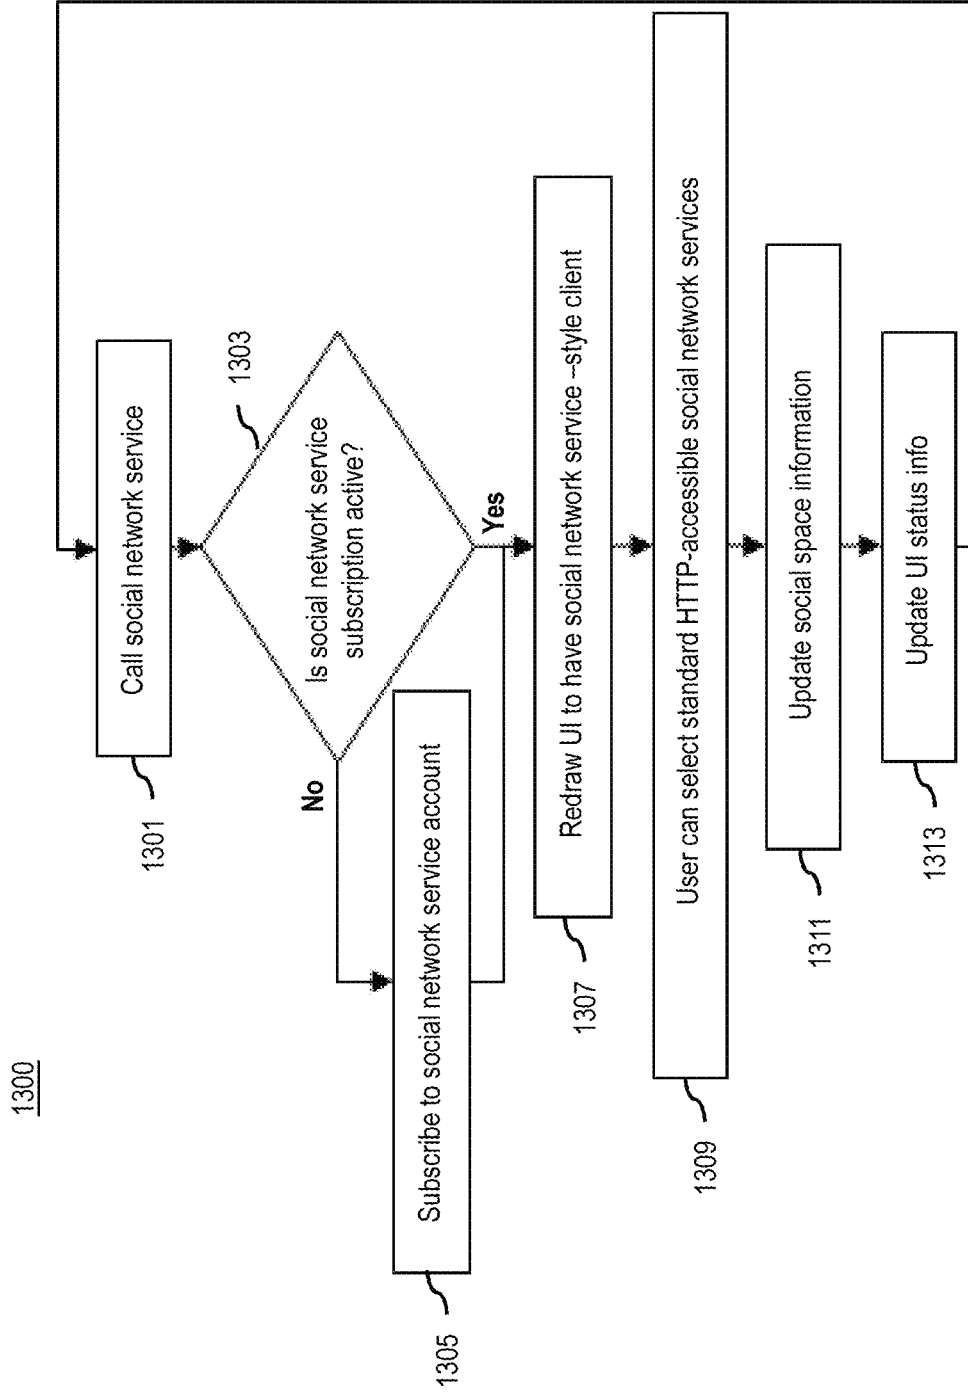 1300
Call social network service
1301
Is social network service
subscription active?
1303
No
Yes
Subscribe to social network service account
1305
Redraw UI to have social network service --style client
1307
User can select standard HTTP-accessible social network services
1309
Update social space information
1311
Update UI status info
1313